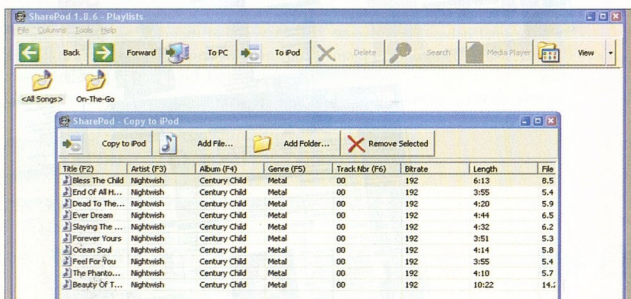 SharePod 1.8.6 - Playlists
File Columns Tools Help
Back Forward To PC To iPod Delete Search Media Player View
<All Songs> On-The-Go
SharePod - Copy to iPod
Copy to iPod Add File... Add Folder... Remove Selected
Title (F2) Artist (F3) Album (F4) Genre (F5) Track Nbr (F6) Bitrate Length File
Bless The Child Nightwish Century Child Metal 00 192 6:13 8.5
End Of All H... Nightwish Century Child Metal 00 192 3:55 5.4
Dead To The... Nightwish Century Child Metal 00 192 4:20 5.9
Ever Dream Nightwish Century Child Metal 00 192 4:44 6.5
Slaying The ... Nightwish Century Child Metal 00 192 4:32 6.2
Forever Yours Nightwish Century Child Metal 00 192 3:51 5.3
Ocean Soul Nightwish Century Child Metal 00 192 4:14 5.8
Feel For You Nightwish Century Child Metal 00 192 3:55 5.4
The Phanto... Nightwish Century Child Metal 00 192 4:10 5.7
Beauty Of T... Nightwish Century Child Metal 00 192 10:22 14.2